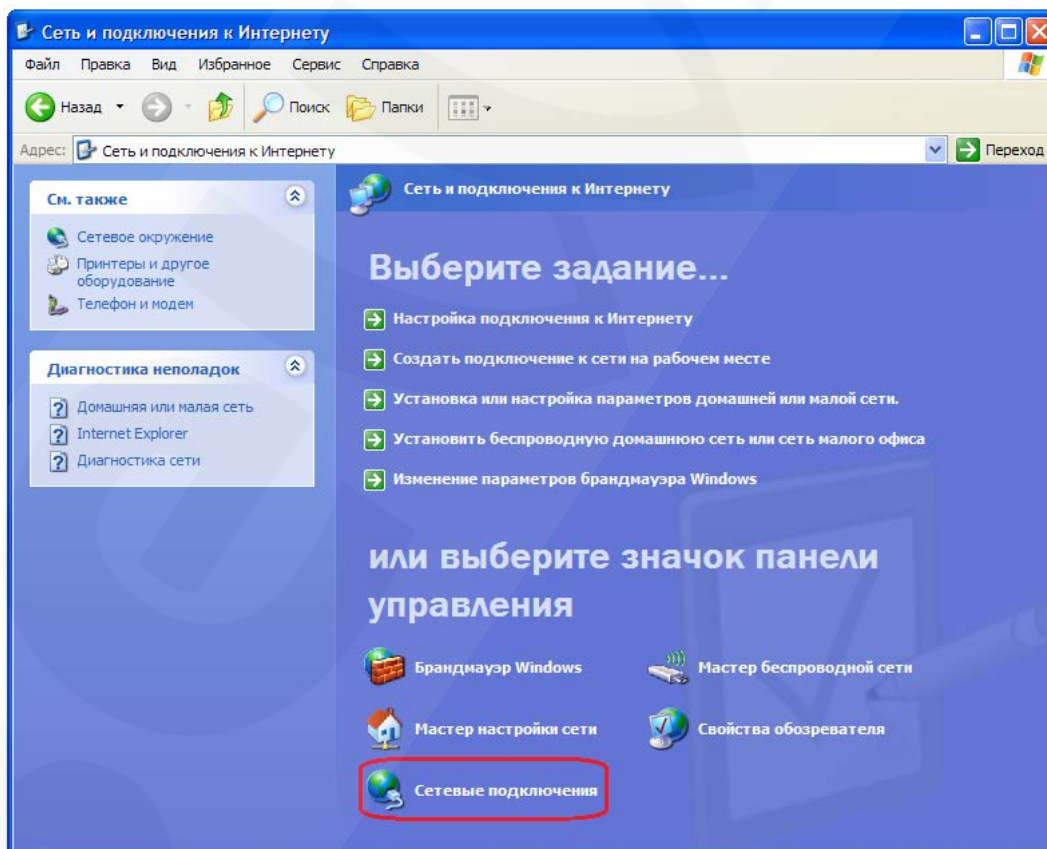 Сеть и подключения к Интернету
Файл Правка Вид Избранное Сервис Справка
Назад Поиск Папки
Адрес: Сеть и подключения к Интернету Переход
См. также
Сетевое окружение
Принтеры и другое
оборудование
Телефон и модем
Диагностика неполадок
Домашняя или малая сеть
Internet Explorer
Диагностика сети
Сеть и подключения к Интернету
Выберите задание...
Настройка подключения к Интернету
Создать подключение к сети на рабочем месте
Установка или настройка параметров домашней или малой сети.
Установить беспроводную домашнюю сеть или сеть малого офиса
Изменение параметров брандмауэра Windows
или выберите значок панели
управления
Брандмауэр Windows Мастер беспроводной сети
Мастер настройки сети Свойства обозревателя
Сетевые подключения